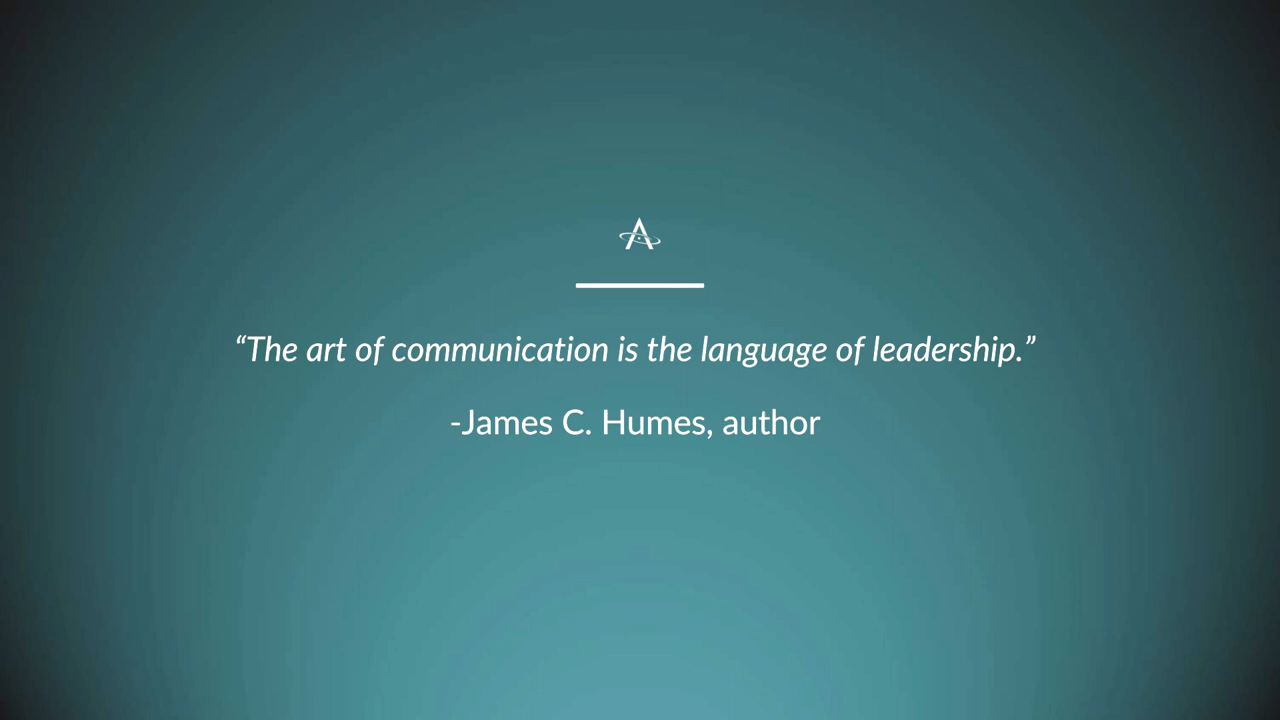 “The art of communication is the language of leadership.”
-James C. Humes, author